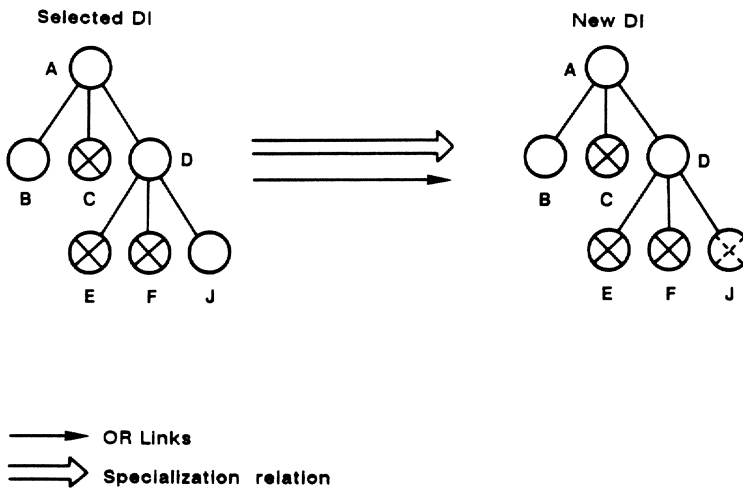 Selected DI
New DI
A
A
D
D
B
C
B
C
E
F
J
E
F
J
OR Links
Specialization relation